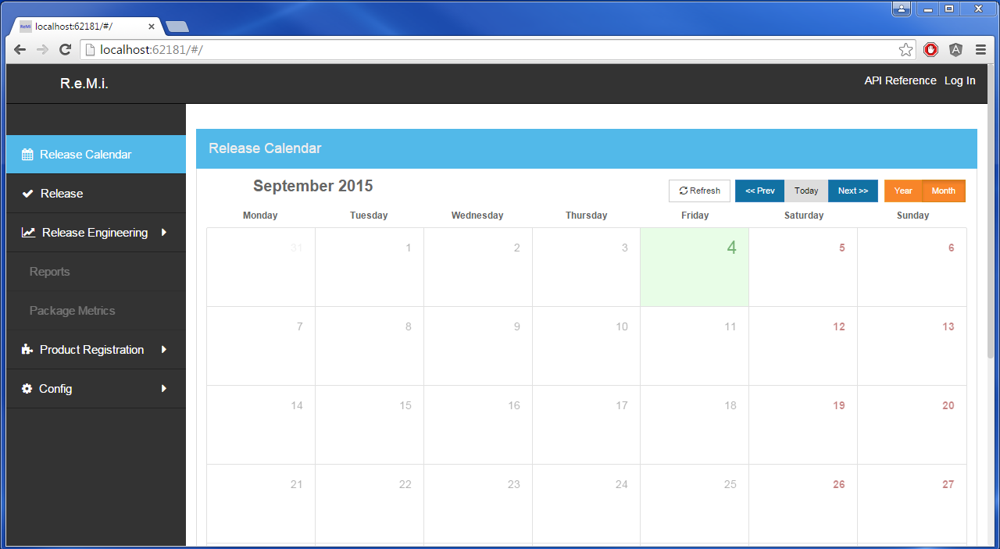 ReMi localhost:62181/#/
localhost:62181/#/
R.e.M.i.
API Reference Log In
Release Calendar
Release
Release Engineering
Reports
Package Metrics
Product Registration
Config
Release Calendar
September 2015
Refresh << Prev Today Next >> Year Month
Monday Tuesday Wednesday Thursday Friday Saturday Sunday
31 1 2 3 4 5 6
7 8 9 10 11 12 13
14 15 16 17 18 19 20
21 22 23 24 25 26 27